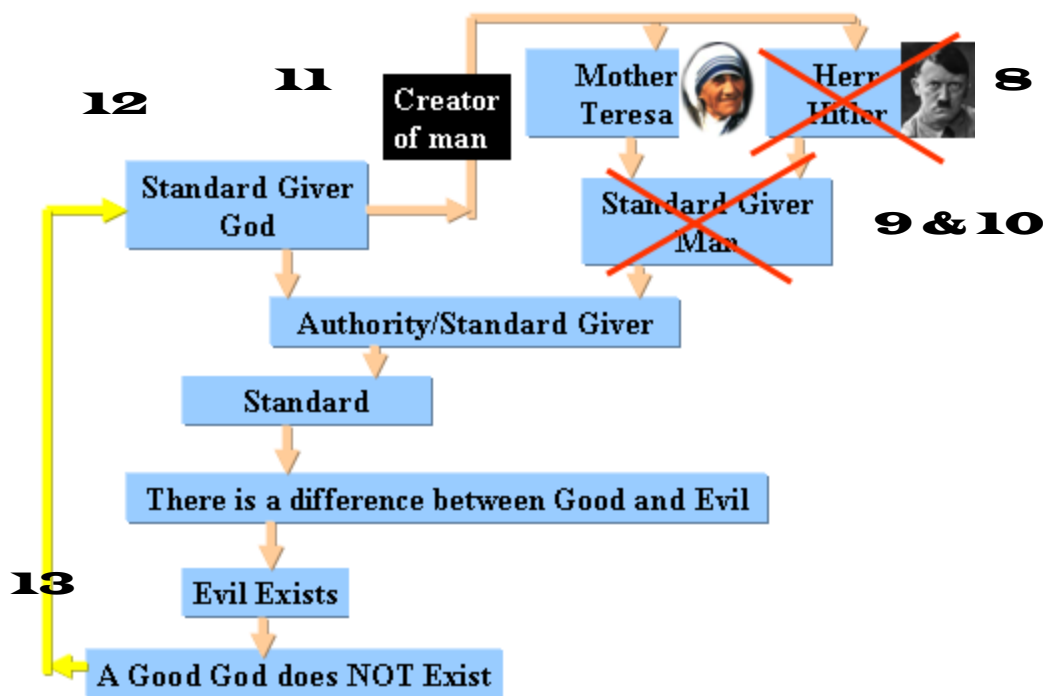 11
12
Creator
of man
Mother
Teresa
Herr
Hitler
8
Standard Giver
God
Standard Giver
Man
9 & 10
Authority/Standard Giver
Standard
There is a difference between Good and Evil
13
Evil Exists
A Good God does NOT Exist